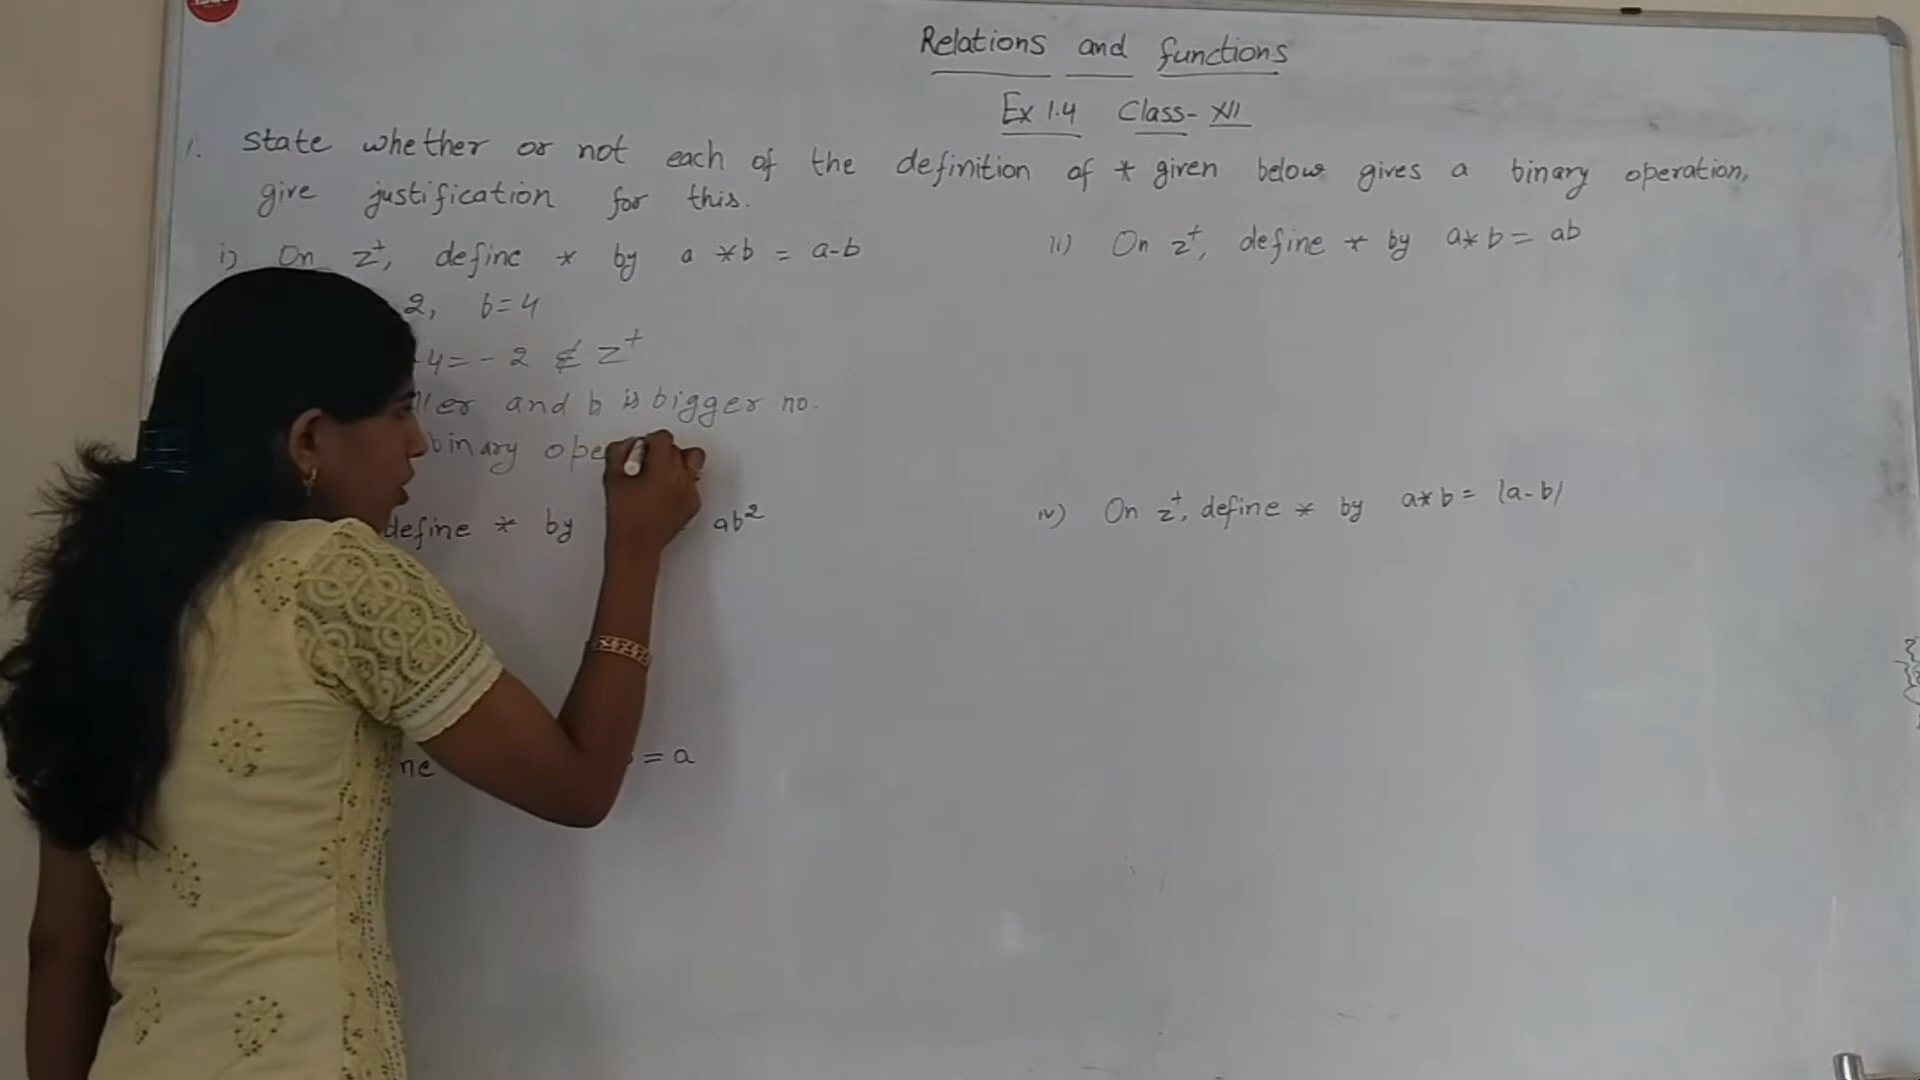 Relations and functions
Ex 1.4 Class- XII
1. State whether or not each of the definition of * given below gives a binary operation,
give justification for this.
i) On Z⁺, define * by a * b = a-b
ii) On Z⁺, define * by a * b = ab
2, b=4
4= - 2 ∉ Z⁺
and b is bigger no.
binary ope
define * by ab²
iv) On Z⁺, define * by a * b = |a-b|
= a